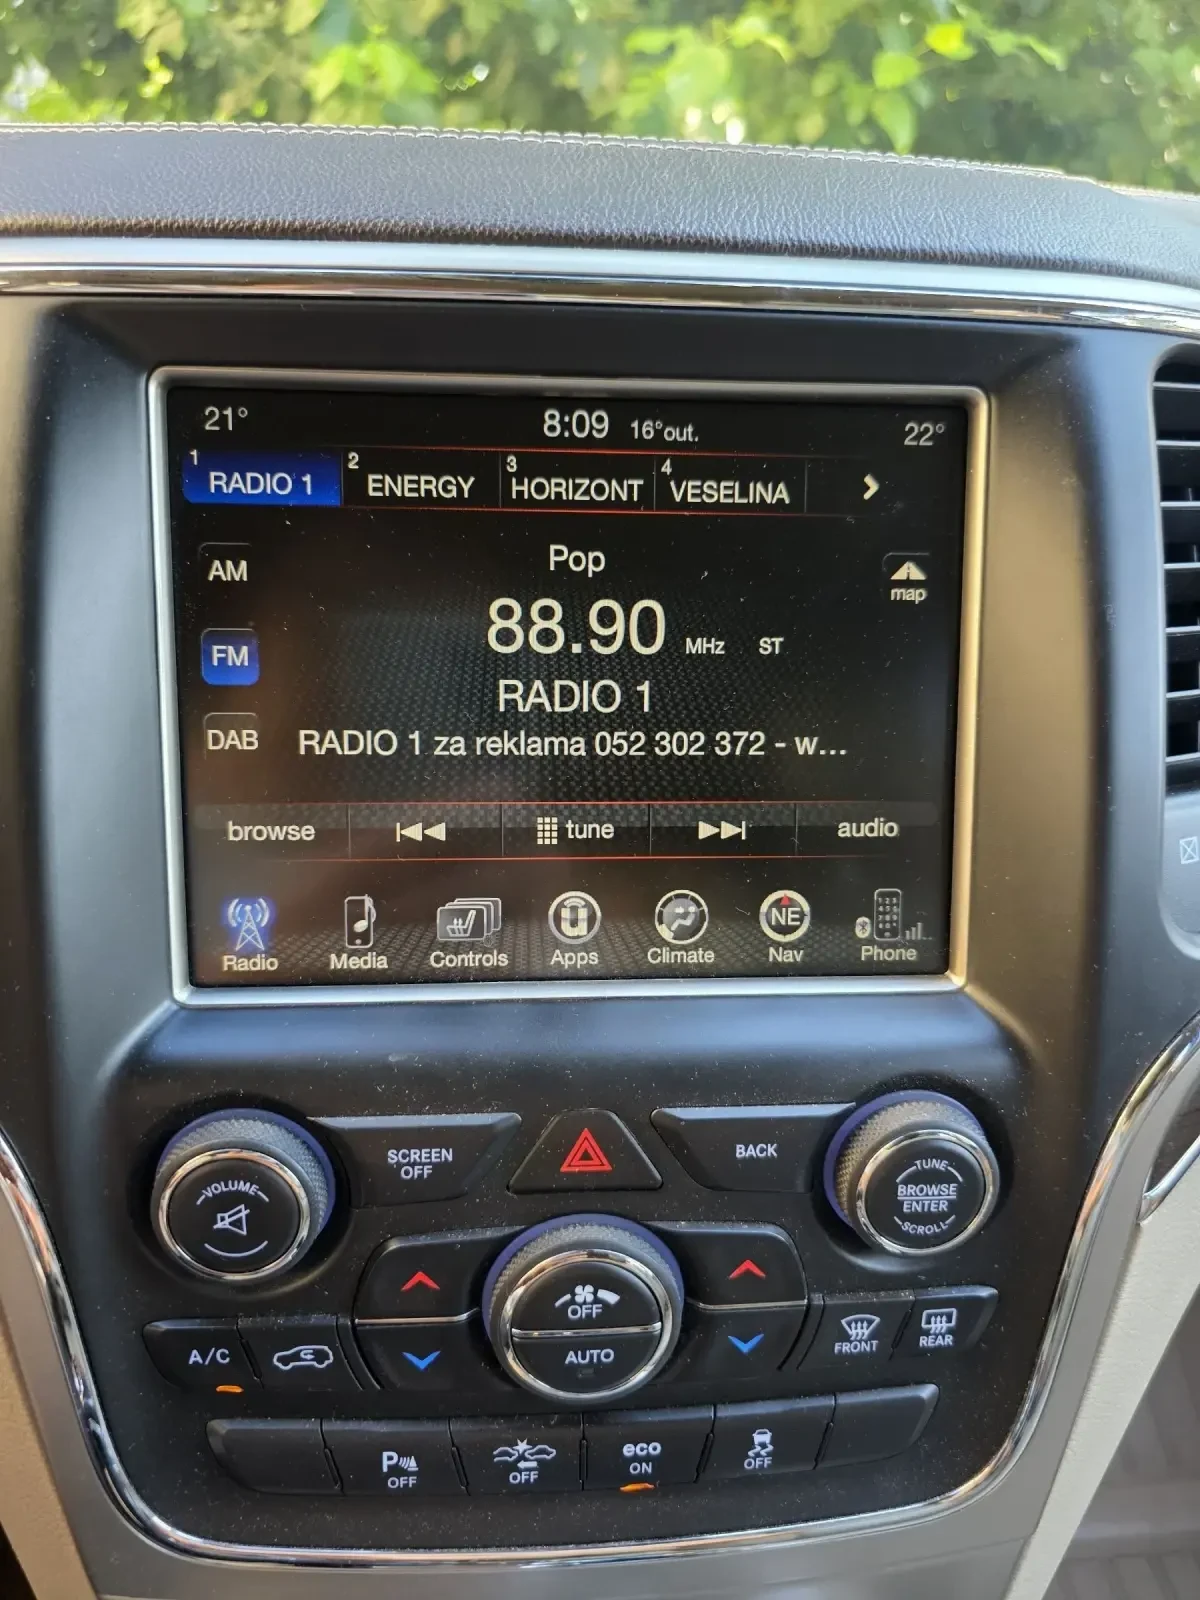 21° 8:09 16°out. 22°
1 RADIO 1 2 ENERGY 3 HORIZONT 4 VESELINA
Pop
AM
map
88.90 MHz ST
FM
RADIO 1
DAB
RADIO 1 za reklama 052 302 372 - w...
browse tune audio
NE
Radio Media Controls Apps Climate Nav Phone
SCREEN
OFF
BACK
VOLUME
TUNE
BROWSE
ENTER
SCROLL
OFF
AUTO
A/C
FRONT
REAR
P
OFF
OFF
eco
ON
OFF